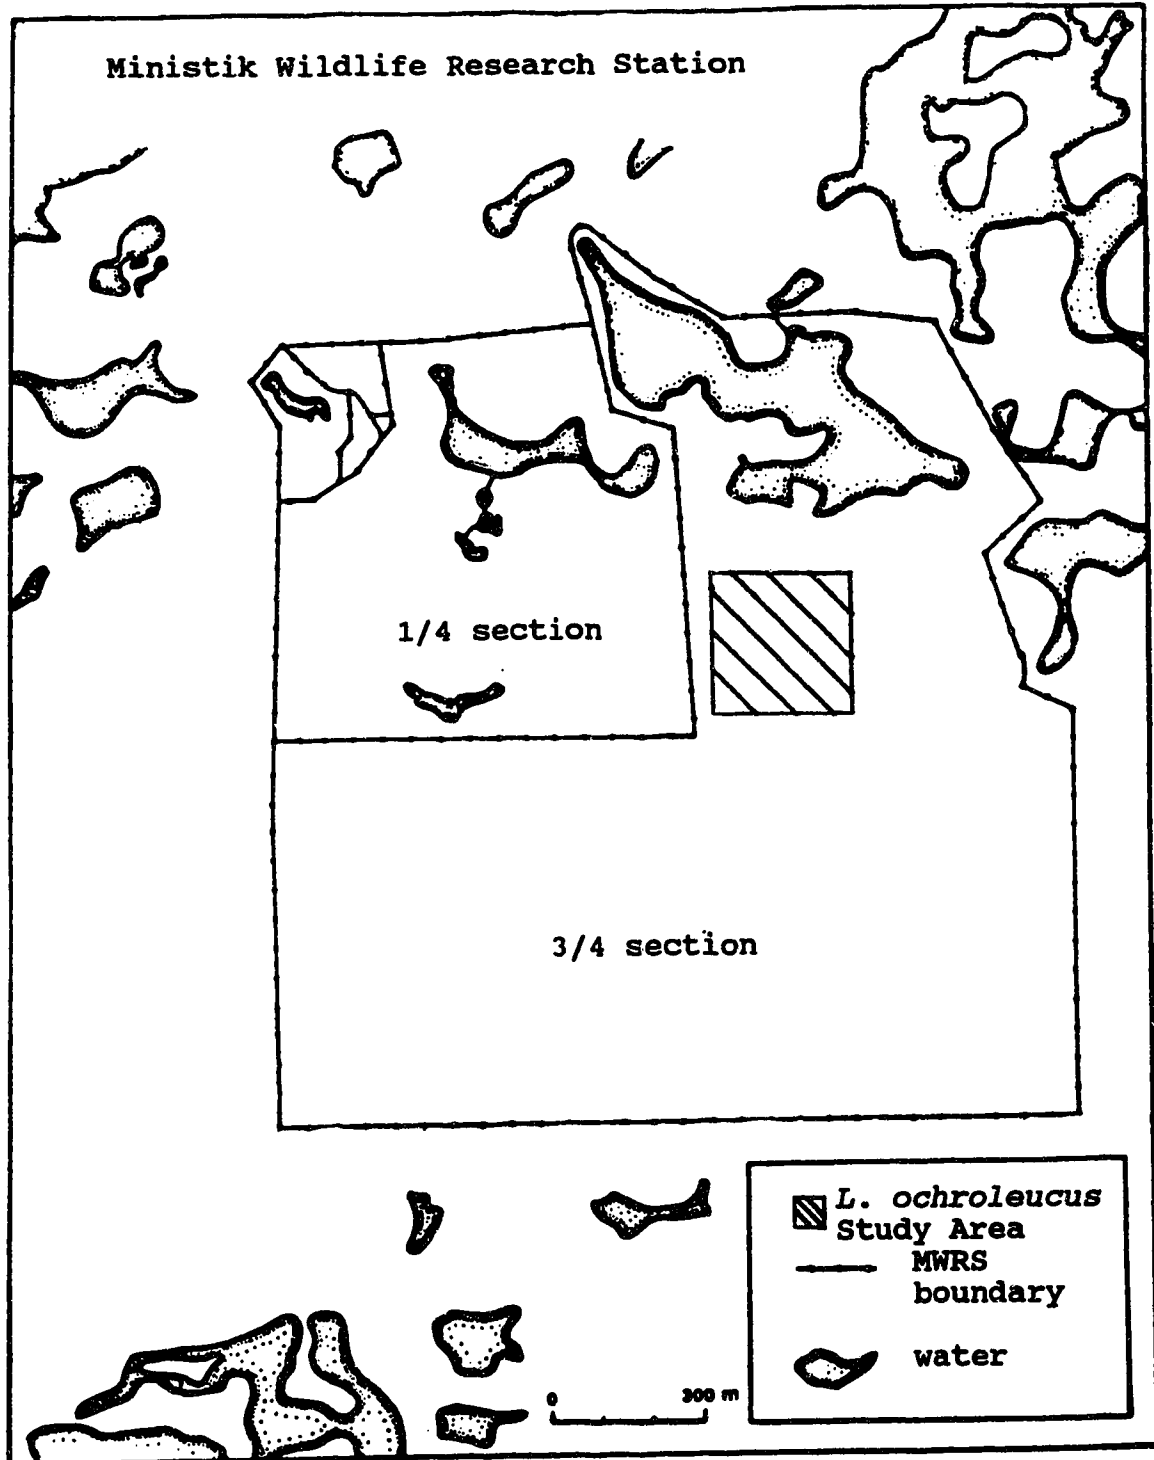 Ministik Wildlife Research Station
1/4 section
3/4 section
L. ochroleucus
Study Area
MWRS
boundary
water
0 300 m